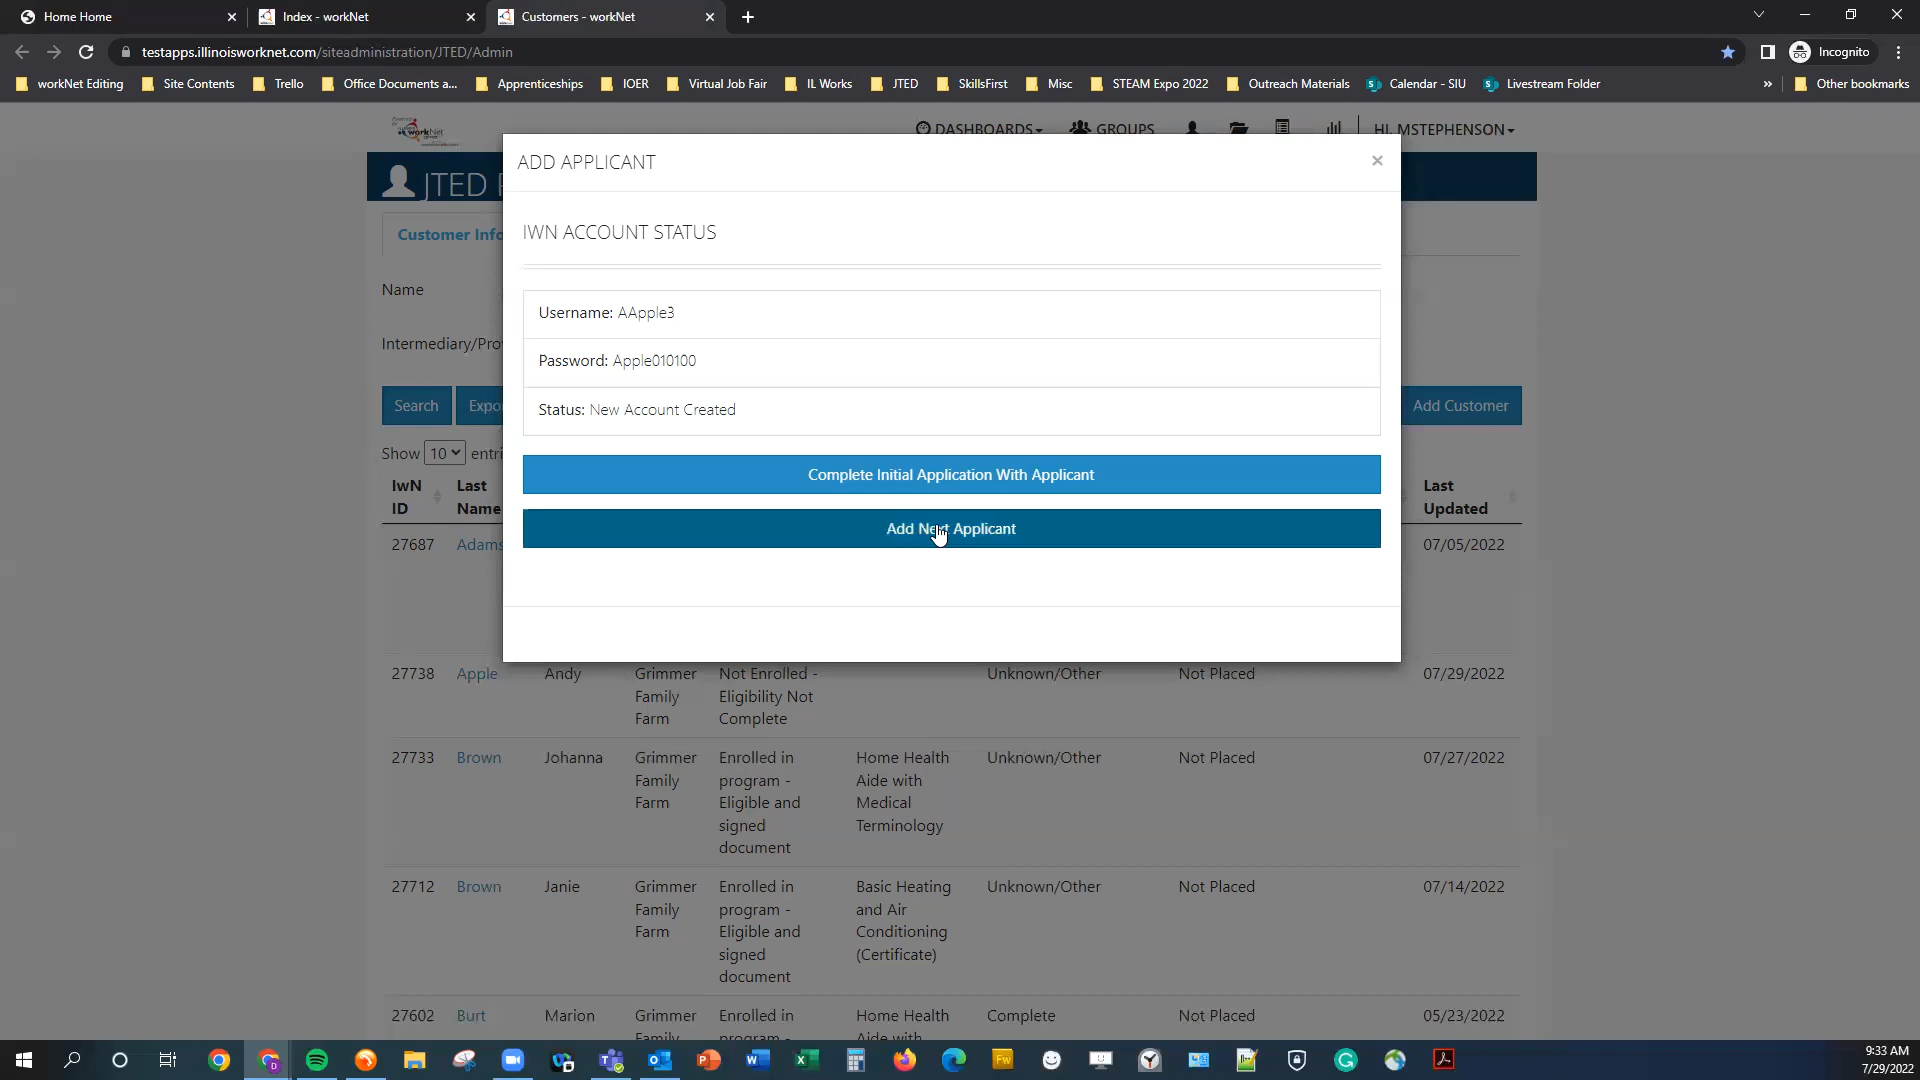 Home Home
Index - workNet
Customers - workNet
testapps.illinoisworknet.com/siteadministration/JTED/Admin
Incognito
workNet Editing
Site Contents
Trello
Office Documents a...
Apprenticeships
IOER
Virtual Job Fair
IL Works
JTED
SkillsFirst
Misc
STEAM Expo 2022
Outreach Materials
Calendar - SIU
Livestream Folder
»
Other bookmarks
workNet
DASHBOARDS
GROUPS
HI, MSTEPHENSON
JTED
ADD APPLICANT
×
IWN ACCOUNT STATUS
Username: AApple3
Password: Apple010100
Status: New Account Created
Complete Initial Application With Applicant
Add Next Applicant
Customer Info
Name
Intermediary/Pro
Search
Expo
Add Customer
Show 10 entri
IwN ID
Last Name
Last Updated
27687 Adams 07/05/2022
27738 Apple Andy Grimmer Not Enrolled - Unknown/Other Not Placed 07/29/2022
Family Eligibility Not
Farm Complete
27733 Brown Johanna Grimmer Enrolled in Home Health Unknown/Other Not Placed 07/27/2022
Family program - Aide with
Farm Eligible and Medical
signed Terminology
document
27712 Brown Janie Grimmer Enrolled in Basic Heating Unknown/Other Not Placed 07/14/2022
Family program - and Air
Farm Eligible and Conditioning
signed (Certificate)
document
27602 Burt Marion Grimmer Enrolled in Home Health Complete Not Placed 05/23/2022
Family program - Aide with
9:33 AM
7/29/2022